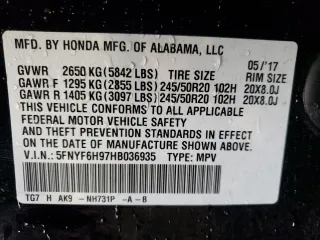 MFD. BY HONDA MFG. OF ALABAMA, LLC 05/'17
GVWR 2650 KG (5842 LBS) TIRE SIZE RIM SIZE
GAWR F 1295 KG (2855 LBS) 245/50R20 102H 20X8.0J
GAWR R 1405 KG (3097 LBS) 245/50R20 102H 20X8.0J
THIS VEHICLE CONFORMS TO ALL APPLICABLE
FEDERAL MOTOR VEHICLE SAFETY
AND THEFT PREVENTION STANDARDS IN EFFECT
ON THE DATE OF MANUFACTURE SHOWN ABOVE.
V.I.N: 5FNYF6H97HB036935 TYPE: MPV
TG7 H AK9 -NH731P -A -B